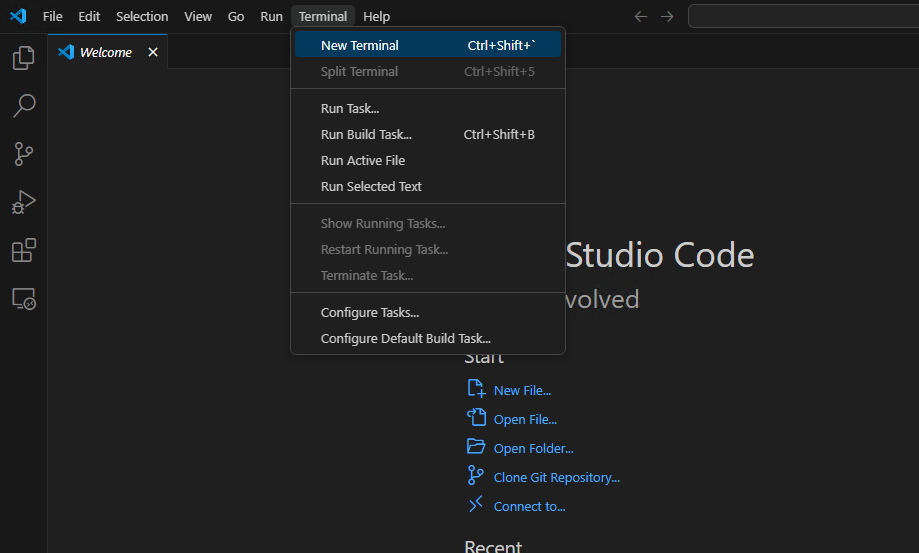 File Edit Selection View Go Run Terminal Help
Welcome
New Terminal Ctrl+Shift+`
Split Terminal Ctrl+Shift+5
Run Task...
Run Build Task... Ctrl+Shift+B
Run Active File
Run Selected Text
Show Running Tasks...
Restart Running Task...
Terminate Task...
Configure Tasks...
Configure Default Build Task...
Studio Code
volved
Start
New File...
Open File...
Open Folder...
Clone Git Repository...
Connect to...
Recent